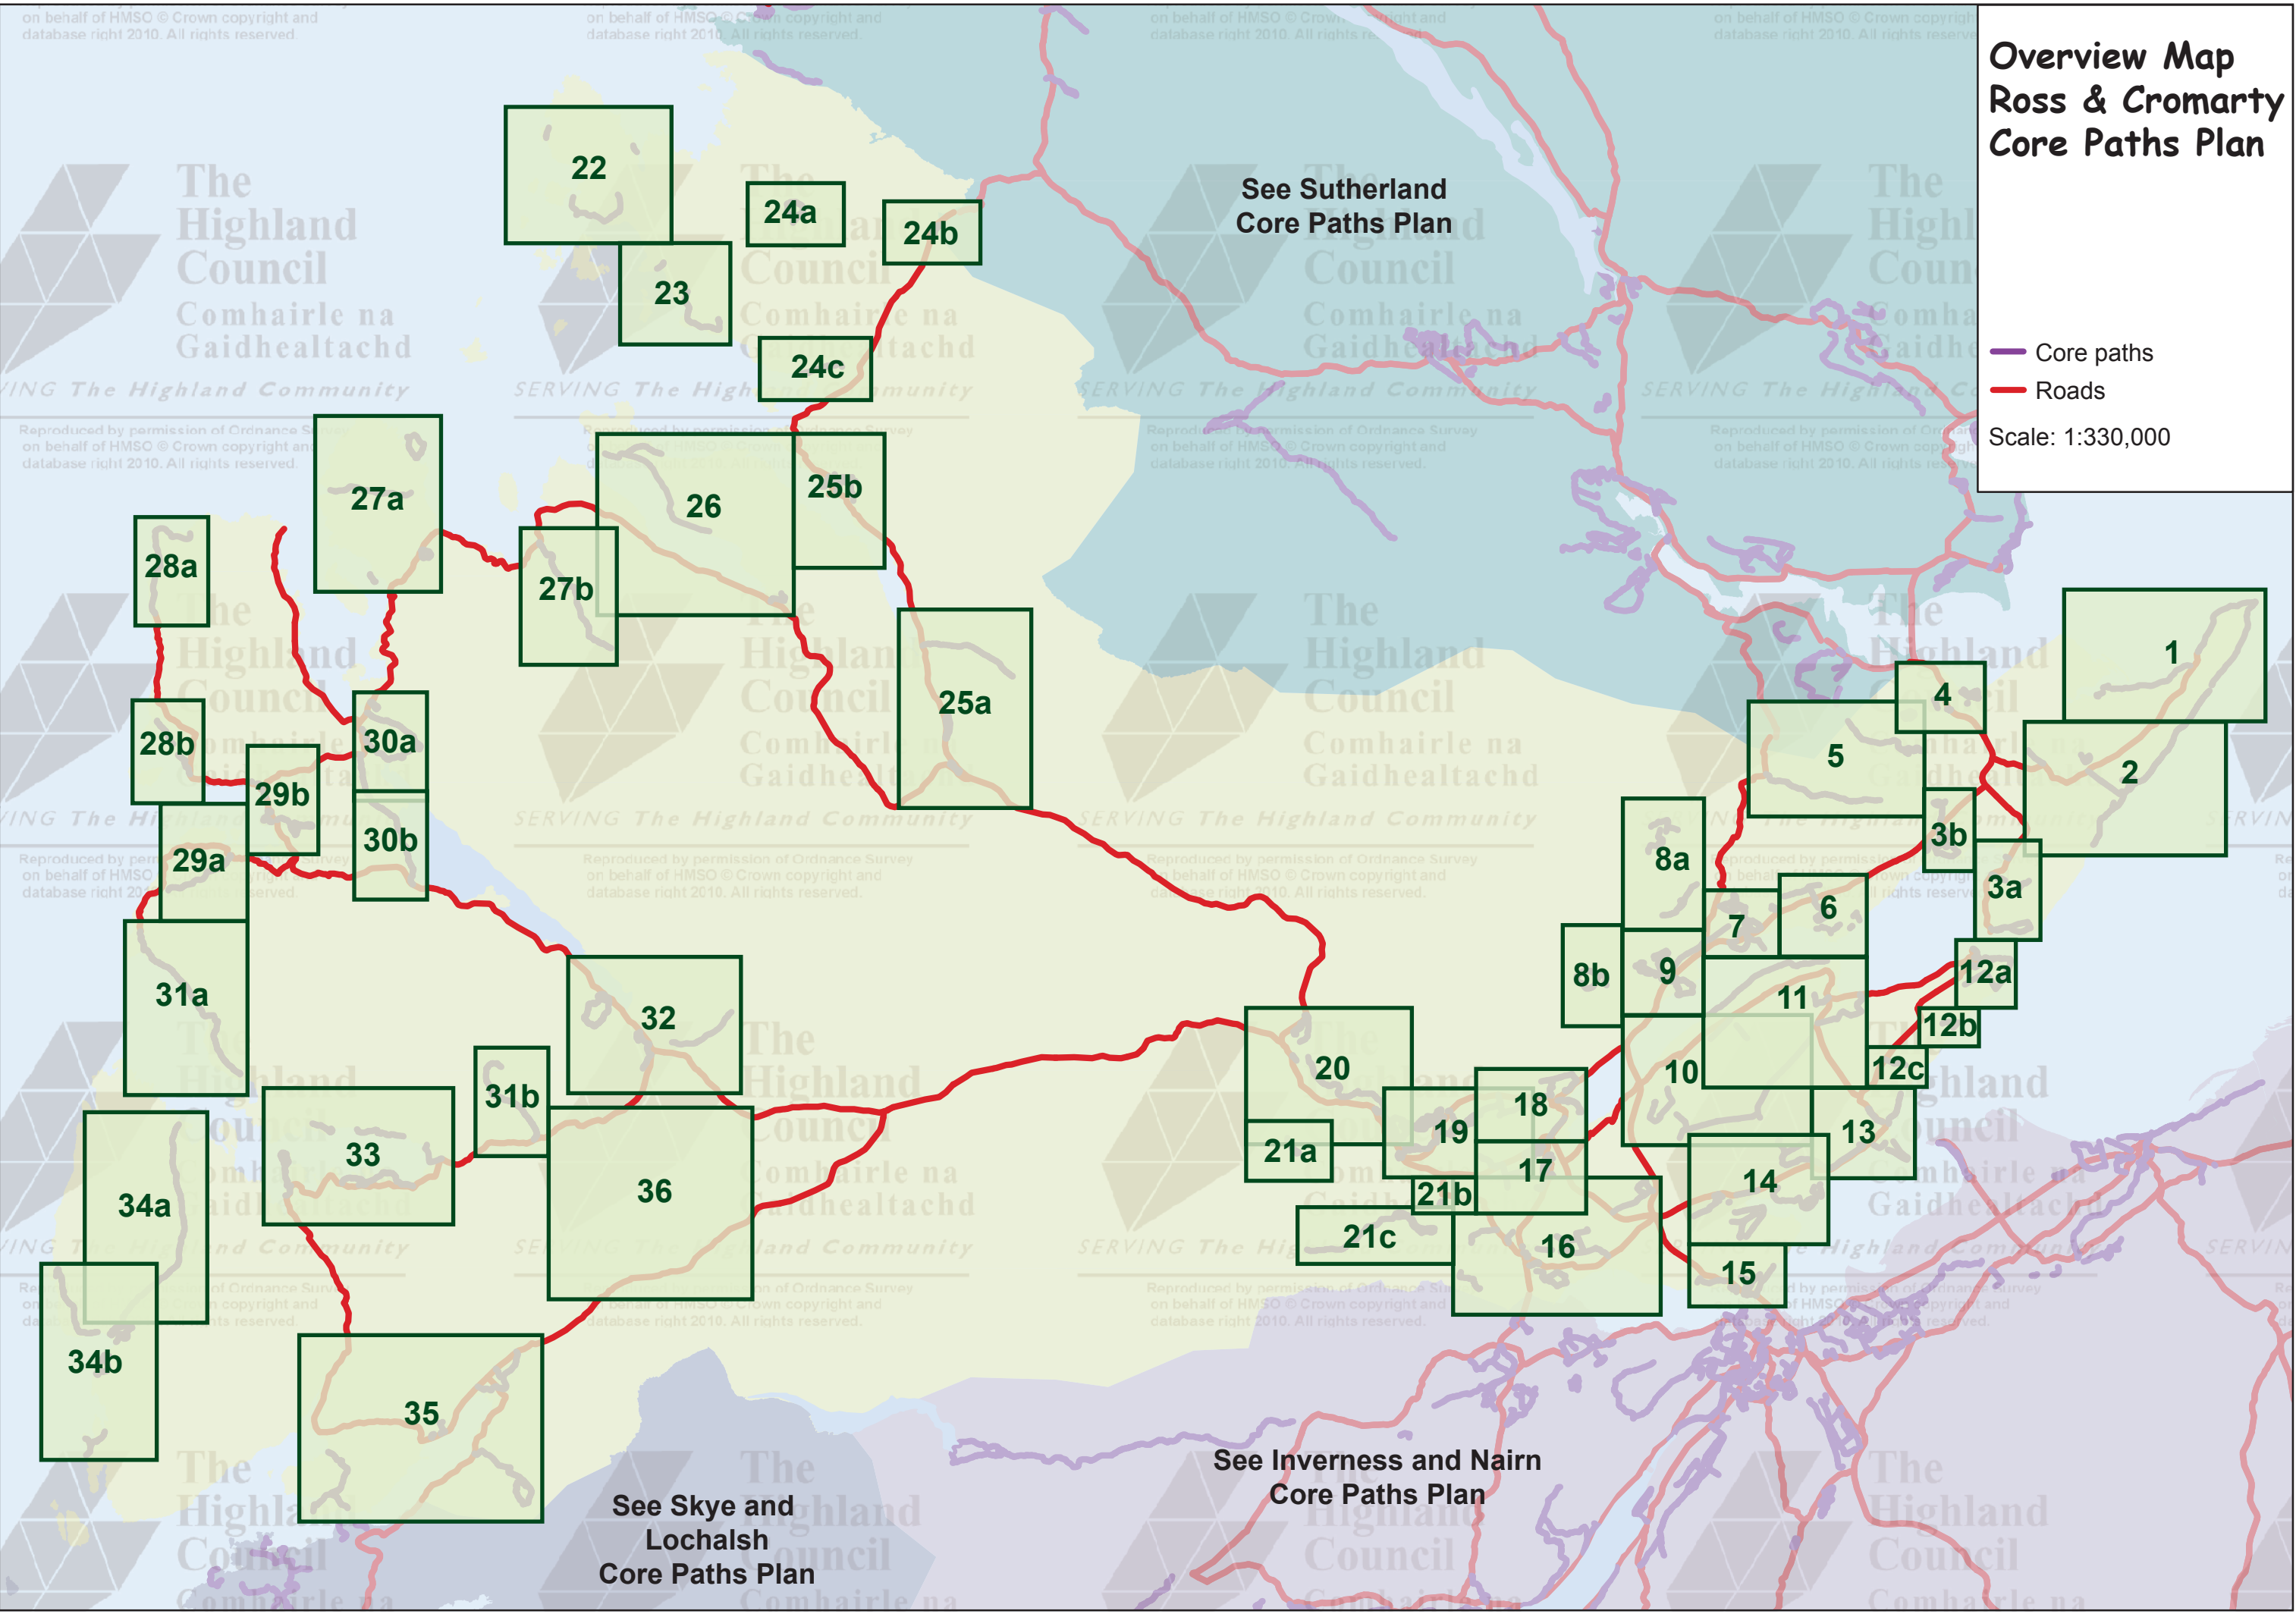 Overview Map
Ross & Cromarty
Core Paths Plan
Core paths
Roads
Scale: 1:330,000
See Sutherland
Core Paths Plan
See Inverness and Nairn
Core Paths Plan
See Skye and
Lochalsh
Core Paths Plan
22
23
24a
24b
24c
25b
26
27a
27b
28a
25a
28b
29b
30a
30b
29a
31a
31b
32
33
34a
34b
35
36
1
2
4
5
3b
3a
8a
6
7
8b
9
11
12a
12b
12c
10
13
20
18
19
21a
17
21b
14
21c
16
15
The
Highland
Council
Comhairle na
Gaidhealtachd
SERVING The Highland Community
Reproduced by permission of Ordnance Survey
on behalf of HMSO © Crown copyright and
database right 2010. All rights reserved.